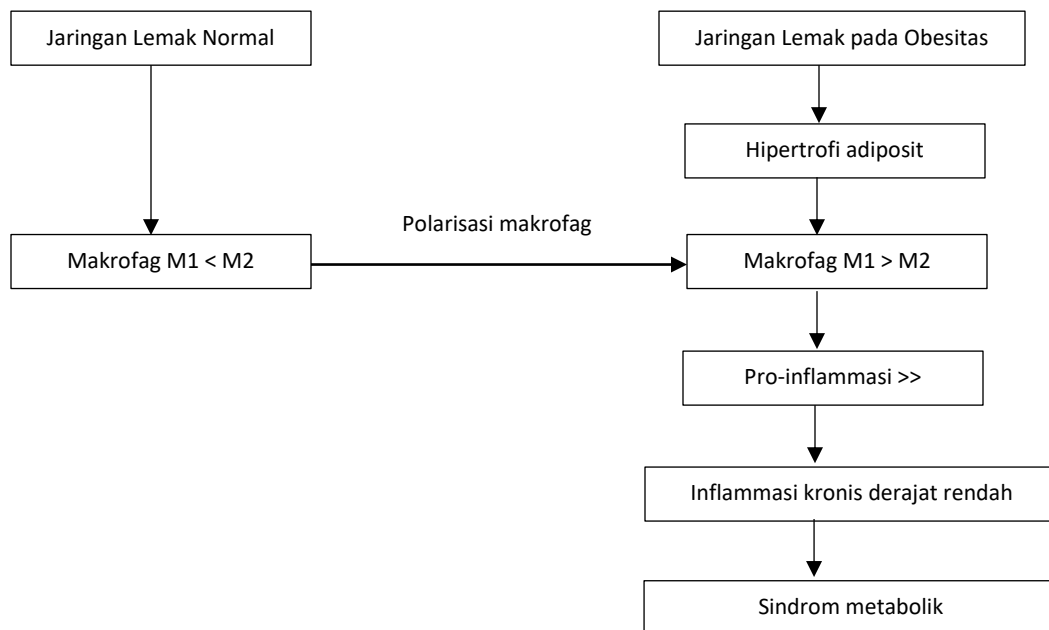 Jaringan Lemak Normal
Jaringan Lemak pada Obesitas
Hipertrofi adiposit
Polarisasi makrofag
Makrofag M1 < M2
Makrofag M1 > M2
Pro-inflammasi >>
Inflammasi kronis derajat rendah
Sindrom metabolik